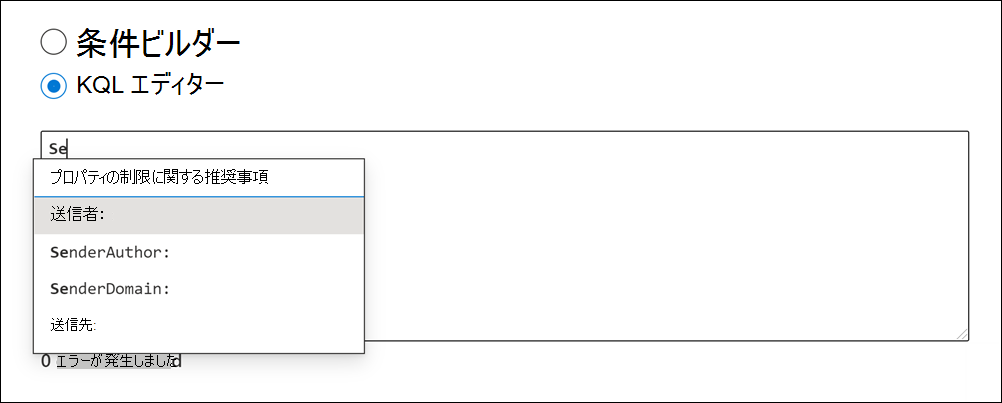 条件ビルダー
KQL エディター
Se
プロパティの制限に関する推奨事項
送信者:
SenderAuthor:
SenderDomain:
送信先:
0 エラーが発生しましたd